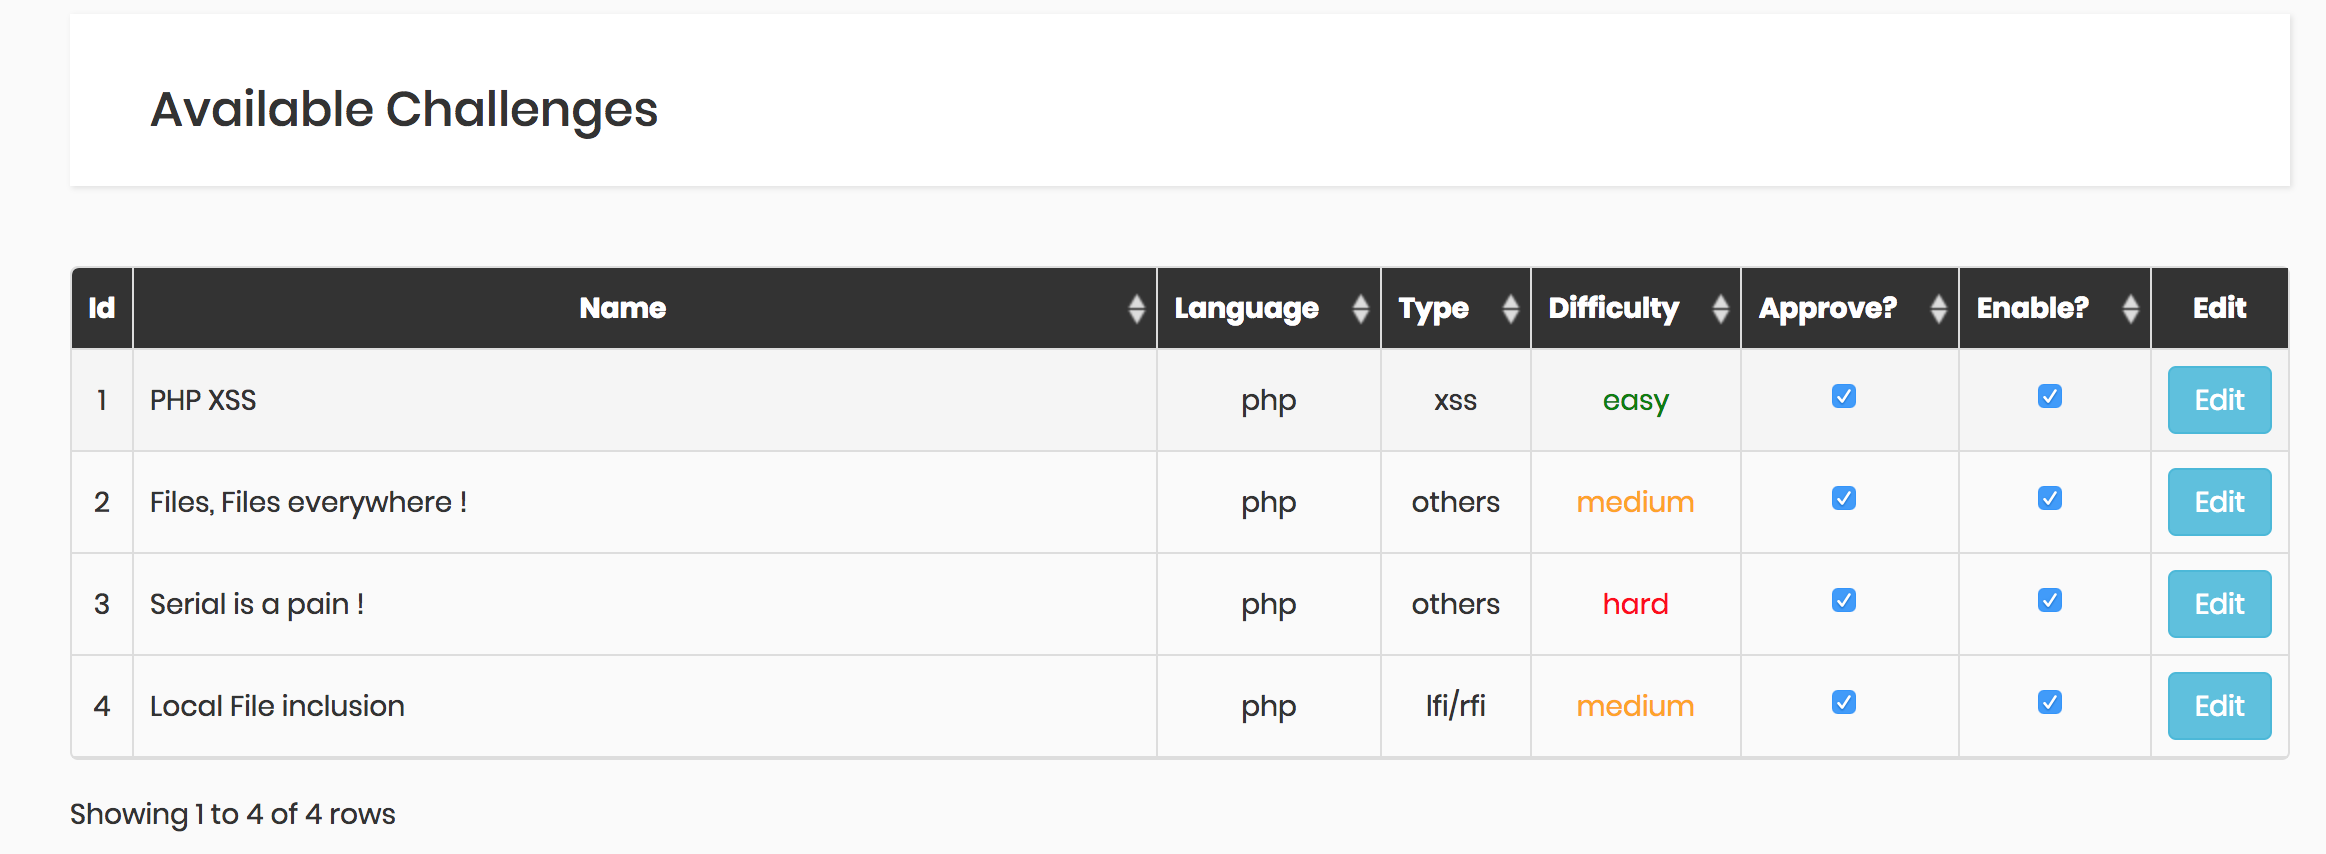 Available Challenges
Id Name Language Type Difficulty Approve? Enable? Edit
1 PHP XSS php xss easy Edit
2 Files, Files everywhere ! php others medium Edit
3 Serial is a pain ! php others hard Edit
4 Local File inclusion php lfi/rfi medium Edit
Showing 1 to 4 of 4 rows